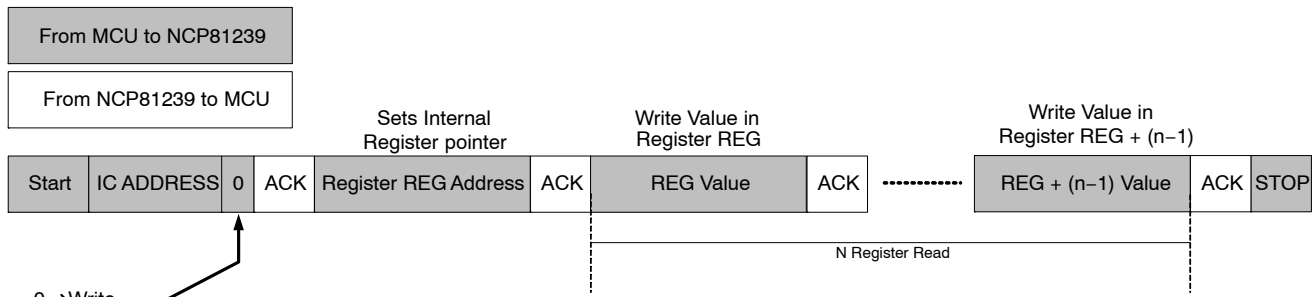 From MCU to NCP81239
From NCP81239 to MCU
Sets Internal
Register pointer
Write Value in
Register REG
Write Value in
Register REG + (n−1)
Start IC ADDRESS 0 ACK Register REG Address ACK REG Value ACK REG + (n−1) Value ACK STOP
N Register Read